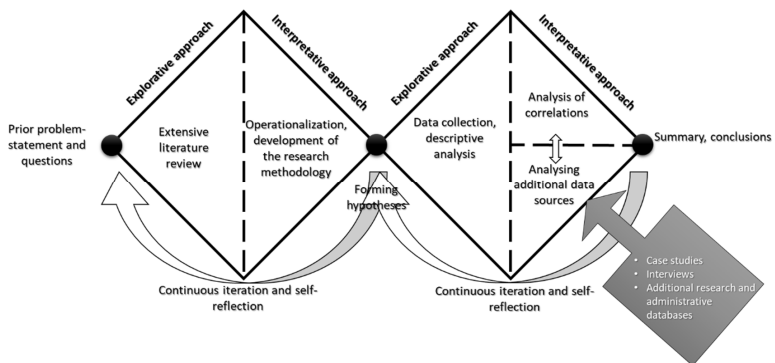 Explorative approach
Interpretative approach
Explorative approach
Interpretative approach
Prior problem-
statement and
questions
Extensive
literature
review
Operationalization,
development of
the research
methodology
Forming
hypotheses
Data collection,
descriptive
analysis
Analysis of
correlations
Analysing
additional data
sources
Summary, conclusions
Continuous iteration and self-
reflection
Continuous iteration and self-
reflection
• Case studies
• Interviews
• Additional research and
administrative
databases